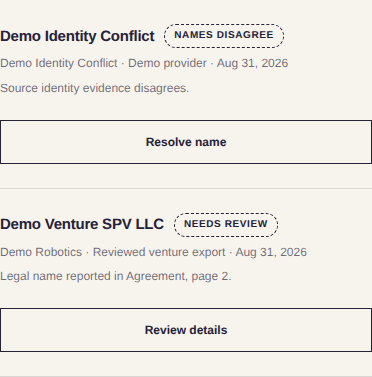 Demo Identity Conflict NAMES DISAGREE
Demo Identity Conflict · Demo provider · Aug 31, 2026
Source identity evidence disagrees.
Resolve name
Demo Venture SPV LLC NEEDS REVIEW
Demo Robotics · Reviewed venture export · Aug 31, 2026
Legal name reported in Agreement, page 2.
Review details